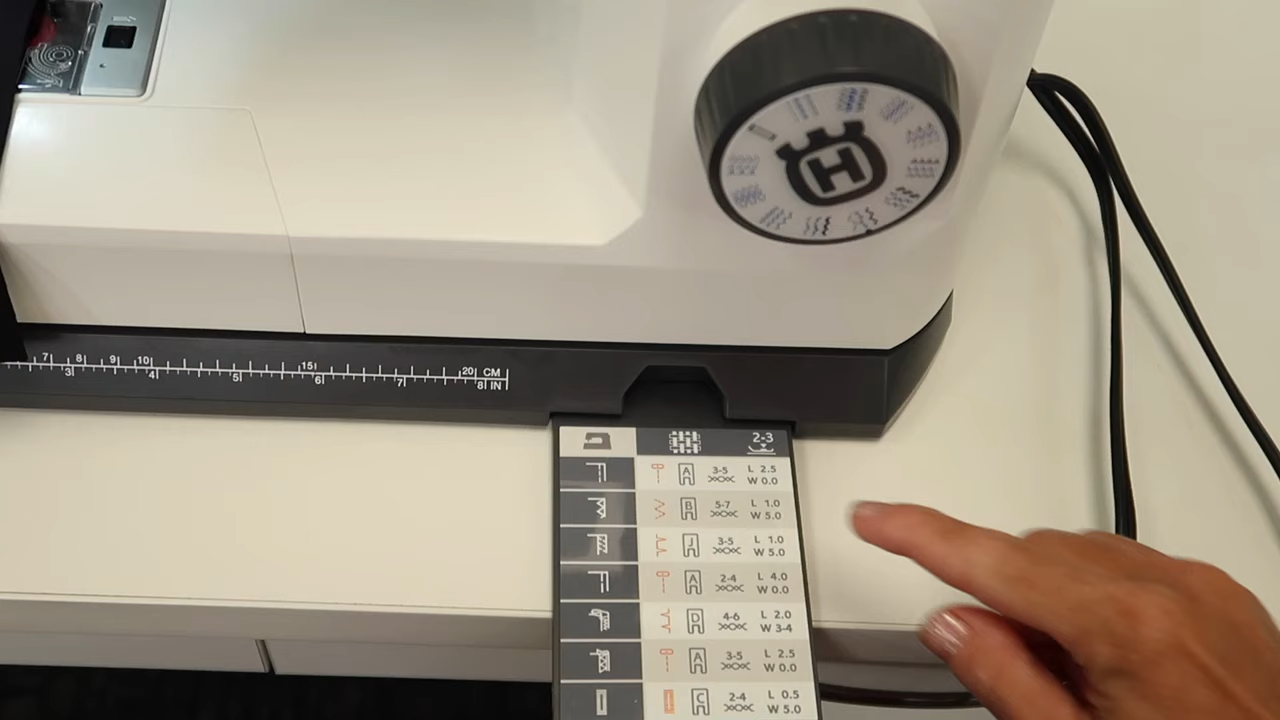 H
7 8 9 10 15 20 CM
3 4 5 6 7 8 IN
2-3
A 3-5 L 2.5
W 0.0
B 5-7 L 1.0
W 5.0
J 3-5 L 1.0
W 5.0
A 2-4 L 4.0
W 0.0
D 4-6 L 2.0
W 3-4
A 3-5 L 2.5
W 0.0
C 2-4 L 0.5
W 5.0